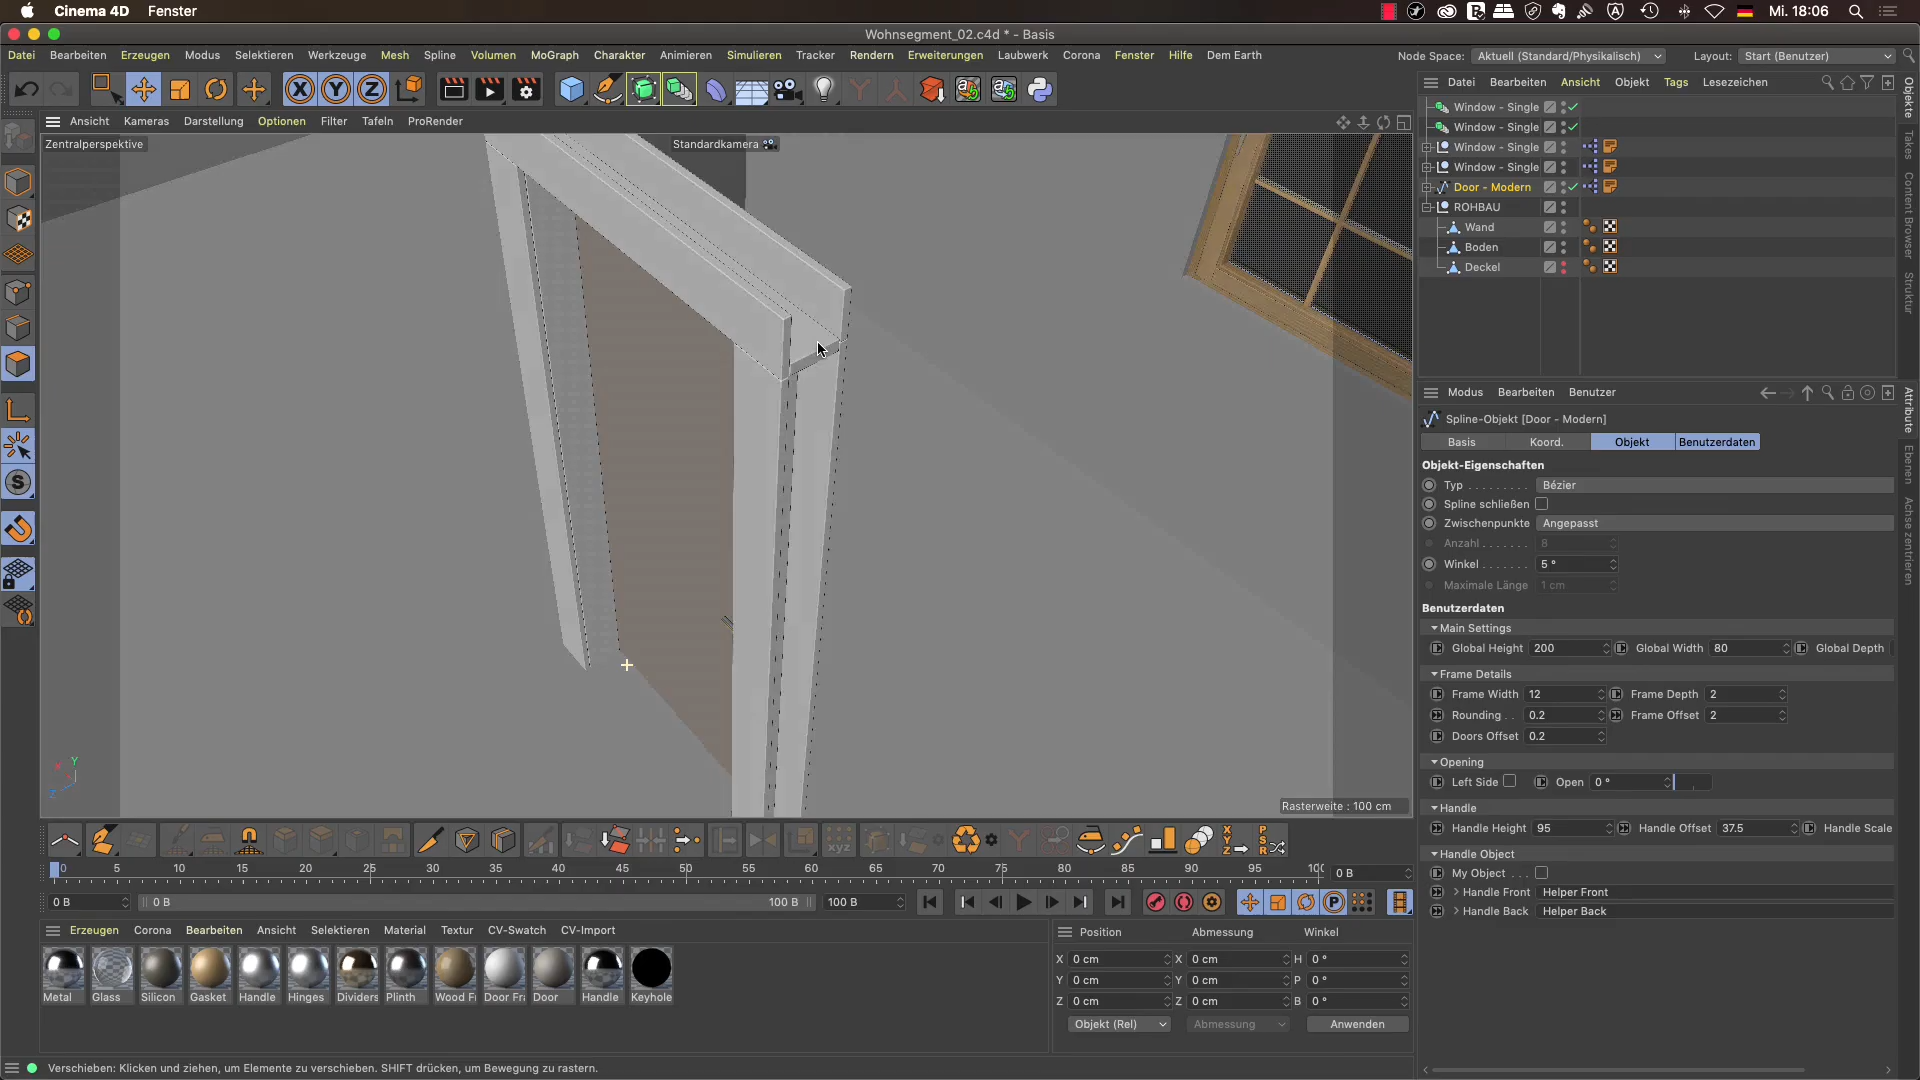 Cinema 4D Fenster Mi. 18:06
Wohnsegment_02.c4d * - Basis
Datei Bearbeiten Erzeugen Modus Selektieren Werkzeuge Mesh Spline Volumen MoGraph Charakter Animieren Simulieren Tracker Rendern Erweiterungen Laubwerk Corona Fenster Hilfe Dem Earth Node Space: Aktuell (Standard/Physikalisch) Layout: Start (Benutzer)
Datei Bearbeiten Ansicht Objekt Tags Lesezeichen
Ansicht Kameras Darstellung Optionen Filter Tafeln ProRender
Zentralperspektive Standardkamera
Window - Single
Window - Single
Window - Single
Window - Single
Door - Modern
ROHBAU
Wand
Boden
Deckel
Objekte
Takes
Content Browser
Struktur
Modus Bearbeiten Benutzer
Spline-Objekt [Door - Modern]
Basis Koord. Objekt Benutzerdaten
Objekt-Eigenschaften
Typ . . . . . . . . . Bézier
Spline schließen
Zwischenpunkte Angepasst
Anzahl . . . . . . . 8
Winkel . . . . . . . 5 °
Maximale Länge 1 cm
Benutzerdaten
Main Settings
Global Height 200 Global Width 80 Global Depth
Frame Details
Frame Width 12 Frame Depth 2
Rounding . . 0.2 Frame Offset 2
Doors Offset 0.2
Opening
Left Side Open 0 °
Handle
Handle Height 95 Handle Offset 37.5 Handle Scale
Handle Object
My Object . . .
Handle Front Helper Front
Handle Back Helper Back
Attribute
Ebenen
Achse zentrieren
X Y Z
Y
Z
Rasterweite : 100 cm
0 5 10 15 20 25 30 35 40 45 50 55 60 65 70 75 80 85 90 95 100 0 B
0 B 0 B 100 B 100 B
Erzeugen Corona Bearbeiten Ansicht Selektieren Material Textur CV-Swatch CV-Import
Metal Glass Silicon Gasket Handle Hinges Dividers Plinth Wood Fr Door Fra Door Handle Keyhole
Position Abmessung Winkel
X 0 cm X 0 cm H 0 °
Y 0 cm Y 0 cm P 0 °
Z 0 cm Z 0 cm B 0 °
Objekt (Rel) Abmessung Anwenden
Verschieben: Klicken und ziehen, um Elemente zu verschieben. SHIFT drücken, um Bewegung zu rastern.